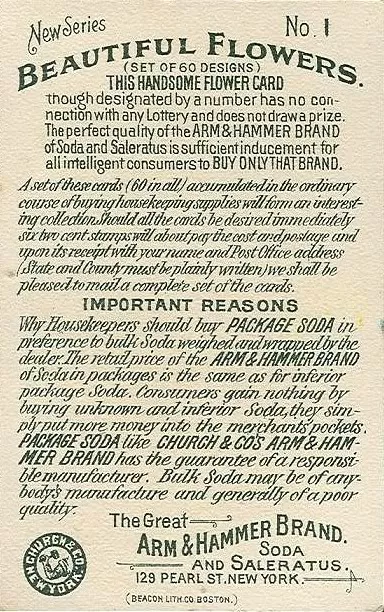 New Series No. 1
BEAUTIFUL FLOWERS.
(SET OF 60 DESIGNS)
THIS HANDSOME FLOWER CARD
though designated by a number has no con-
nection with any Lottery and does not draw a prize.
The perfect quality of the ARM & HAMMER BRAND
of Soda and Saleratus is sufficient inducement for
all intelligent consumers to BUY ONLY THAT BRAND.
A set of these cards (60 in all) accumulated in the ordinary
course of buying housekeeping supplies will form an interest-
ing collection. Should all the cards be desired immediately
six two cent stamps will about pay the cost and postage and
upon its receipt with your name and Post Office address
(State and County must be plainly written) we shall be
pleased to mail a complete set of the cards.
IMPORTANT REASONS
Why Housekeepers should buy PACKAGE SODA in
preference to bulk Soda weighed and wrapped by the
dealer. The retail price of the ARM & HAMMER BRAND
of Soda in packages is the same as for inferior
package Soda. Consumers gain nothing by
buying unknown and inferior Soda, they sim-
ply put more money into the merchants' pockets.
PACKAGE SODA like CHURCH & CO'S ARM & HAM-
MER BRAND has the guarantee of a responsi-
ble manufacturer. Bulk Soda may be of any-
body's manufacture and generally of a poor
quality.
The Great
ARM & HAMMER BRAND.
SODA
AND SALERATUS.
129 PEARL ST. NEW YORK.
CHURCH & CO.
NEW YORK
(BEACON LITH. CO. BOSTON.)